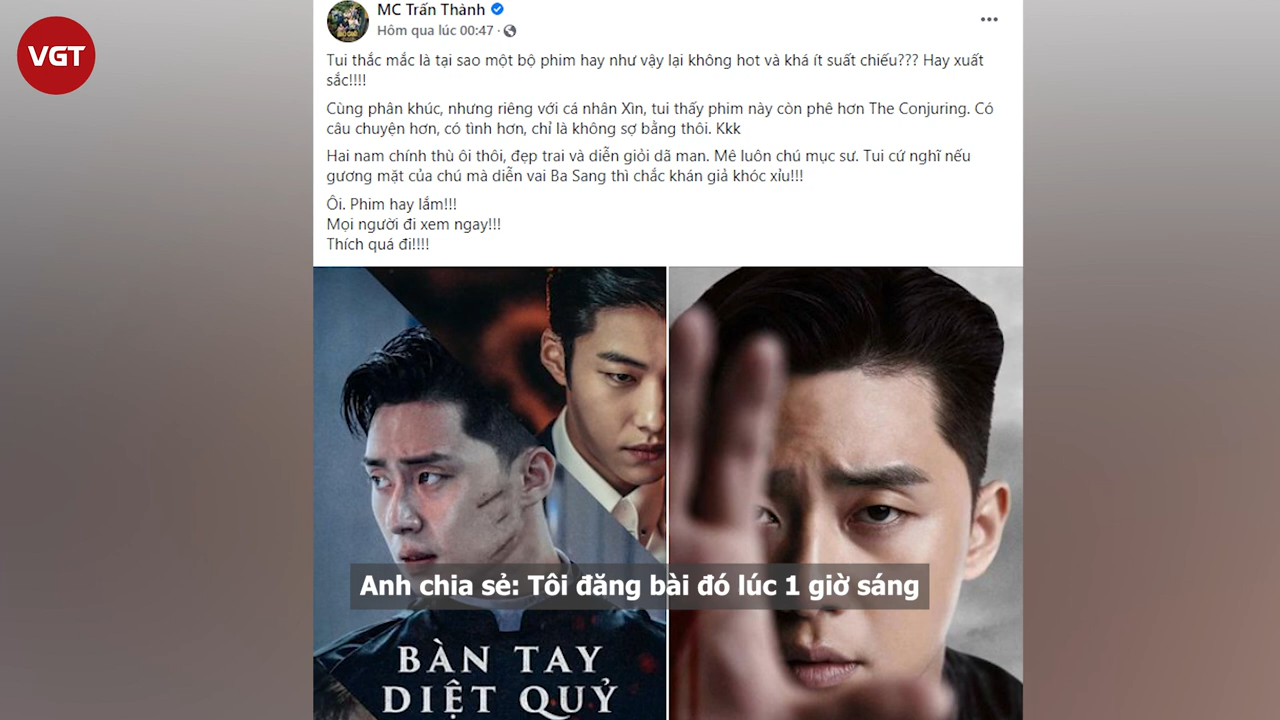 VGT
MC Trấn Thành
Hôm qua lúc 00:47 ·
Tui thắc mắc là tại sao một bộ phim hay như vậy lại không hot và khá ít suất chiếu??? Hay xuất
sắc!!!!
Cùng phân khúc, nhưng riêng với cá nhân Xìn, tui thấy phim này còn phê hơn The Conjuring. Có
câu chuyện hơn, có tình hơn, chỉ là không sợ bằng thôi. Kkk
Hai nam chính thù ôi thôi, đẹp trai và diễn giỏi dã man. Mê luôn chú mục sư. Tui cứ nghĩ nếu
gương mặt của chú mà diễn vai Ba Sang thì chắc khán giả khóc xỉu!!!
Ôi. Phim hay lắm!!!
Mọi người đi xem ngay!!!
Thích quá đi!!!!
Anh chia sẻ: Tôi đăng bài đó lúc 1 giờ sáng
BÀN TAY
DIỆT QUỶ